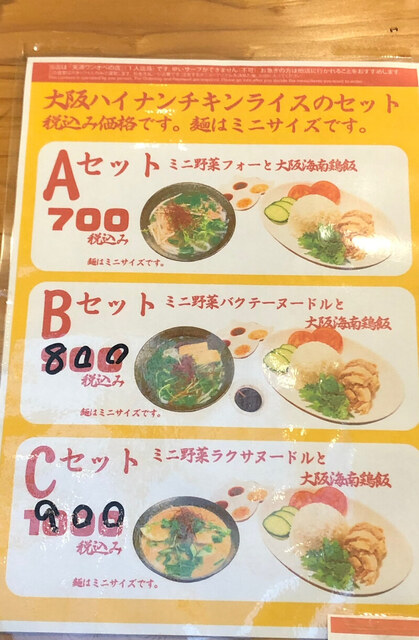 大阪ハイナンチキンライスのセット
税込み価格です。麺はミニサイズです。
Aセット ミニ野菜フォーと大阪海南鶏飯
700
税込み
麺はミニサイズです。
Bセット ミニ野菜バクテーヌードルと
大阪海南鶏飯
800
税込み
麺はミニサイズです。
Cセット ミニ野菜ラクサヌードルと
大阪海南鶏飯
900
税込み
麺はミニサイズです。